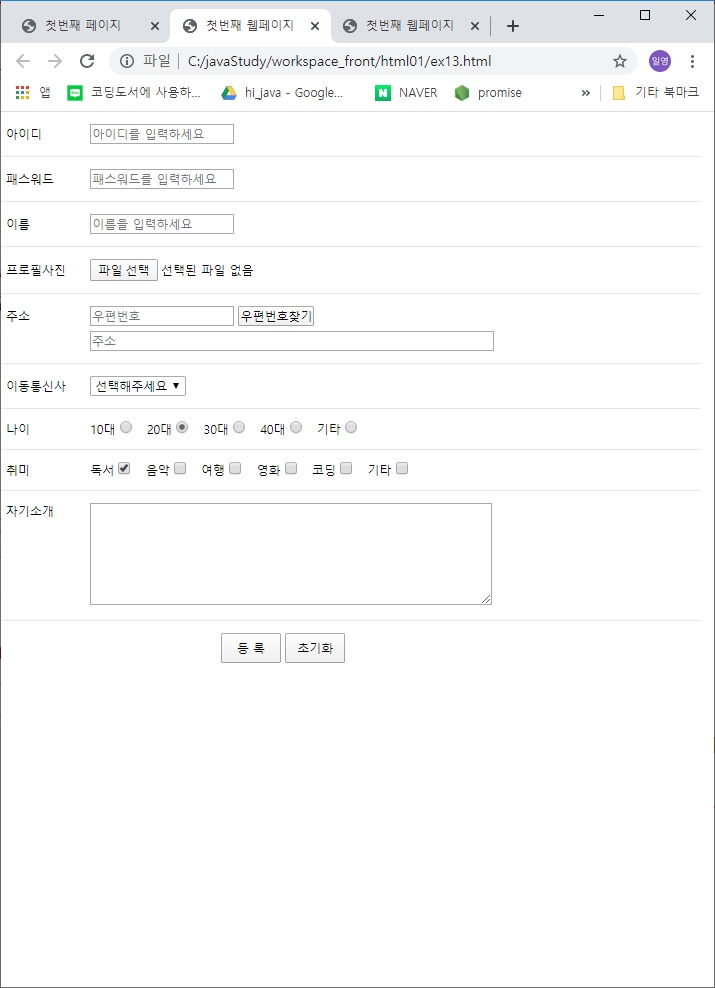 첫번째 페이지 첫번째 웹페이지 첫번째 웹페이지
파일 C:/javaStudy/workspace_front/html01/ex13.html 일영
앱 코딩도서에 사용하... hi_java - Google... NAVER promise » 기타 북마크
아이디 아이디를 입력하세요
패스워드 패스워드를 입력하세요
이름 이름을 입력하세요
프로필사진 파일 선택 선택된 파일 없음
주소 우편번호 우편번호찾기
주소
이동통신사 선택해주세요
나이 10대 20대 30대 40대 기타
취미 독서 음악 여행 영화 코딩 기타
자기소개
등 록 초기화